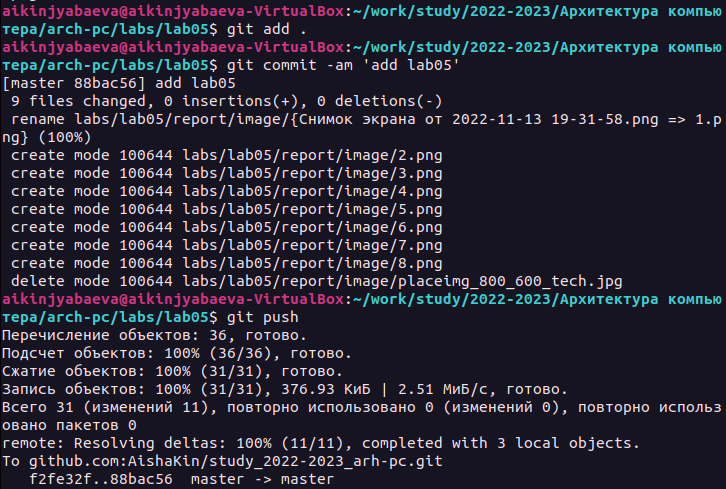 aikinjyabaeva@aikinjyabaeva-VirtualBox:~/work/study/2022-2023/Архитектура компью
тера/arch-pc/labs/lab05$ git add .
aikinjyabaeva@aikinjyabaeva-VirtualBox:~/work/study/2022-2023/Архитектура компью
тера/arch-pc/labs/lab05$ git commit -am 'add lab05'
[master 88bac56] add lab05
 9 files changed, 0 insertions(+), 0 deletions(-)
 rename labs/lab05/report/image/{Снимок экрана от 2022-11-13 19-31-58.png => 1.p
ng} (100%)
 create mode 100644 labs/lab05/report/image/2.png
 create mode 100644 labs/lab05/report/image/3.png
 create mode 100644 labs/lab05/report/image/4.png
 create mode 100644 labs/lab05/report/image/5.png
 create mode 100644 labs/lab05/report/image/6.png
 create mode 100644 labs/lab05/report/image/7.png
 create mode 100644 labs/lab05/report/image/8.png
 delete mode 100644 labs/lab05/report/image/placeimg_800_600_tech.jpg
aikinjyabaeva@aikinjyabaeva-VirtualBox:~/work/study/2022-2023/Архитектура компью
тера/arch-pc/labs/lab05$ git push
Перечисление объектов: 36, готово.
Подсчет объектов: 100% (36/36), готово.
Сжатие объектов: 100% (31/31), готово.
Запись объектов: 100% (31/31), 376.93 КиБ | 2.51 МиБ/с, готово.
Всего 31 (изменений 11), повторно использовано 0 (изменений 0), повторно использ
овано пакетов 0
remote: Resolving deltas: 100% (11/11), completed with 3 local objects.
To github.com:AishaKin/study_2022-2023_arh-pc.git
   f2fe32f..88bac56  master -> master